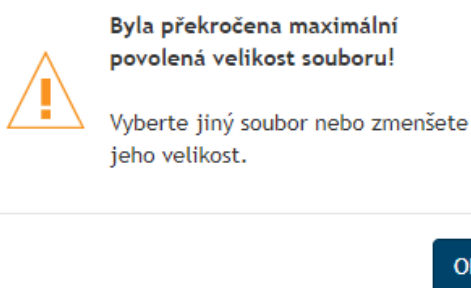 Byla překročena maximální
povolená velikost souboru!
Vyberte jiný soubor nebo zmenšete
jeho velikost.